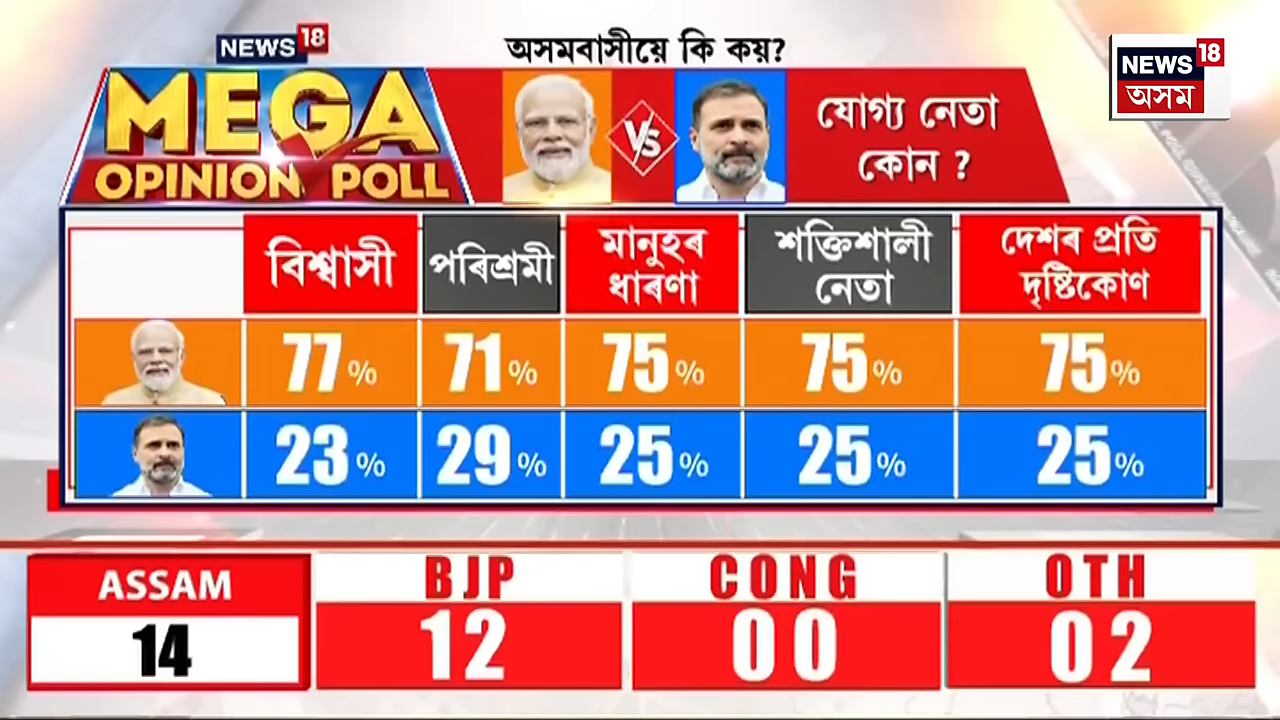 NEWS 18
অসমবাসীয়ে কি কয়?
NEWS 18
অসম
MEGA
OPINION POLL
VS
যোগ্য নেতা
কোন ?
বিশ্বাসী
পৰিশ্ৰমী
মানুহৰ
ধাৰণা
শক্তিশালী
নেতা
দেশৰ প্ৰতি
দৃষ্টিকোণ
77% 71% 75% 75% 75%
23% 29% 25% 25% 25%
ASSAM BJP CONG OTH
14 12 00 02